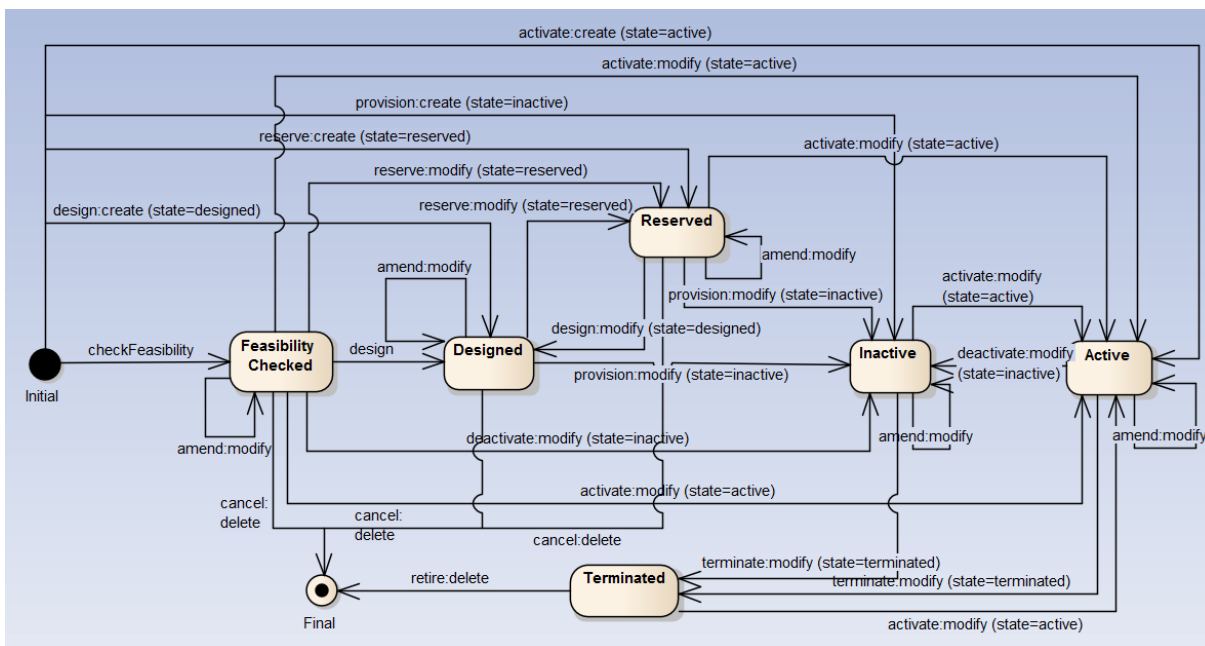 activate:create (state=active)
activate:modify (state=active)
provision:create (state=inactive)
reserve:create (state=reserved)
activate:modify (state=active)
reserve:modify (state=reserved)
reserve:modify (state=reserved)
design:create (state=designed)
Reserved
amend:modify
amend:modify
activate:modify
(state=active)
provision:modify (state=inactive)
design:modify (state=designed)
checkFeasibility
Feasibility
Checked
design
Designed
Inactive
deactivate:modify
(state=inactive)
Active
provision:modify (state=inactive)
Initial
amend:modify
deactivate:modify (state=inactive)
amend:modify
amend:modify
activate:modify (state=active)
cancel:
delete
cancel:
delete
cancel:delete
terminate:modify (state=terminated)
Terminated
retire:delete
terminate:modify (state=terminated)
Final
activate:modify (state=active)